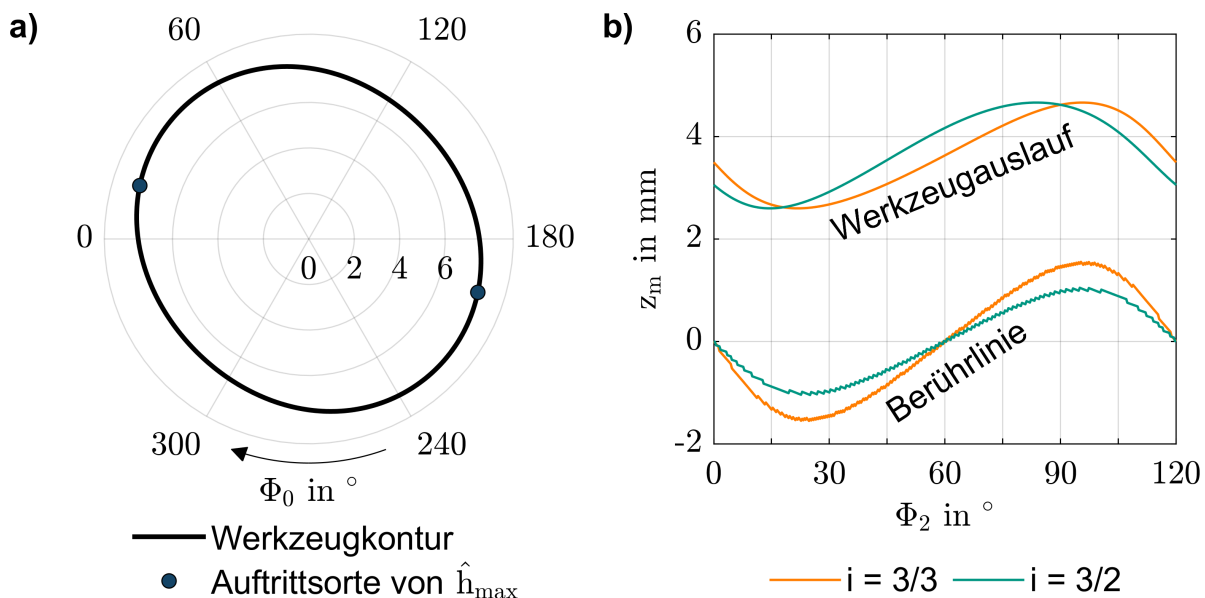 a)
60
120
0
180
0 2 4 6
300
240
Φ₀ in °
Werkzeugkontur
Auftrittsorte von ĥₘₐₓ
b)
zₘ in mm
6
4
2
0
-2
Werkzeugauslauf
Berührlinie
0 30 60 90 120
Φ₂ in °
i = 3/3
i = 3/2